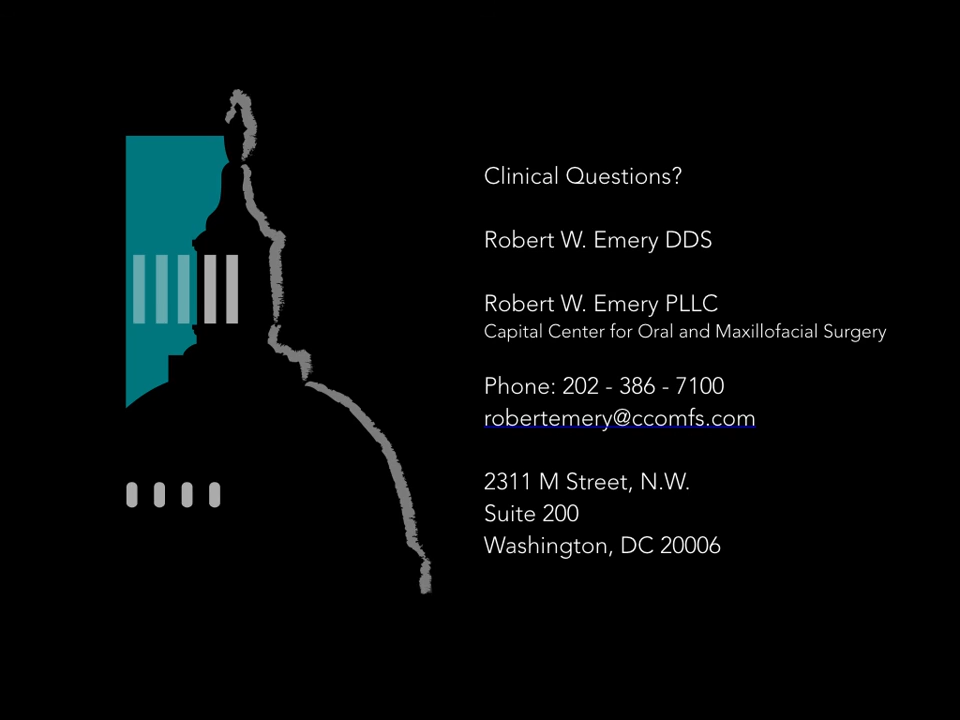 Clinical Questions?
Robert W. Emery DDS
Robert W. Emery PLLC
Capital Center for Oral and Maxillofacial Surgery
Phone: 202 - 386 - 7100
robertemery@ccomfs.com
2311 M Street, N.W.
Suite 200
Washington, DC 20006